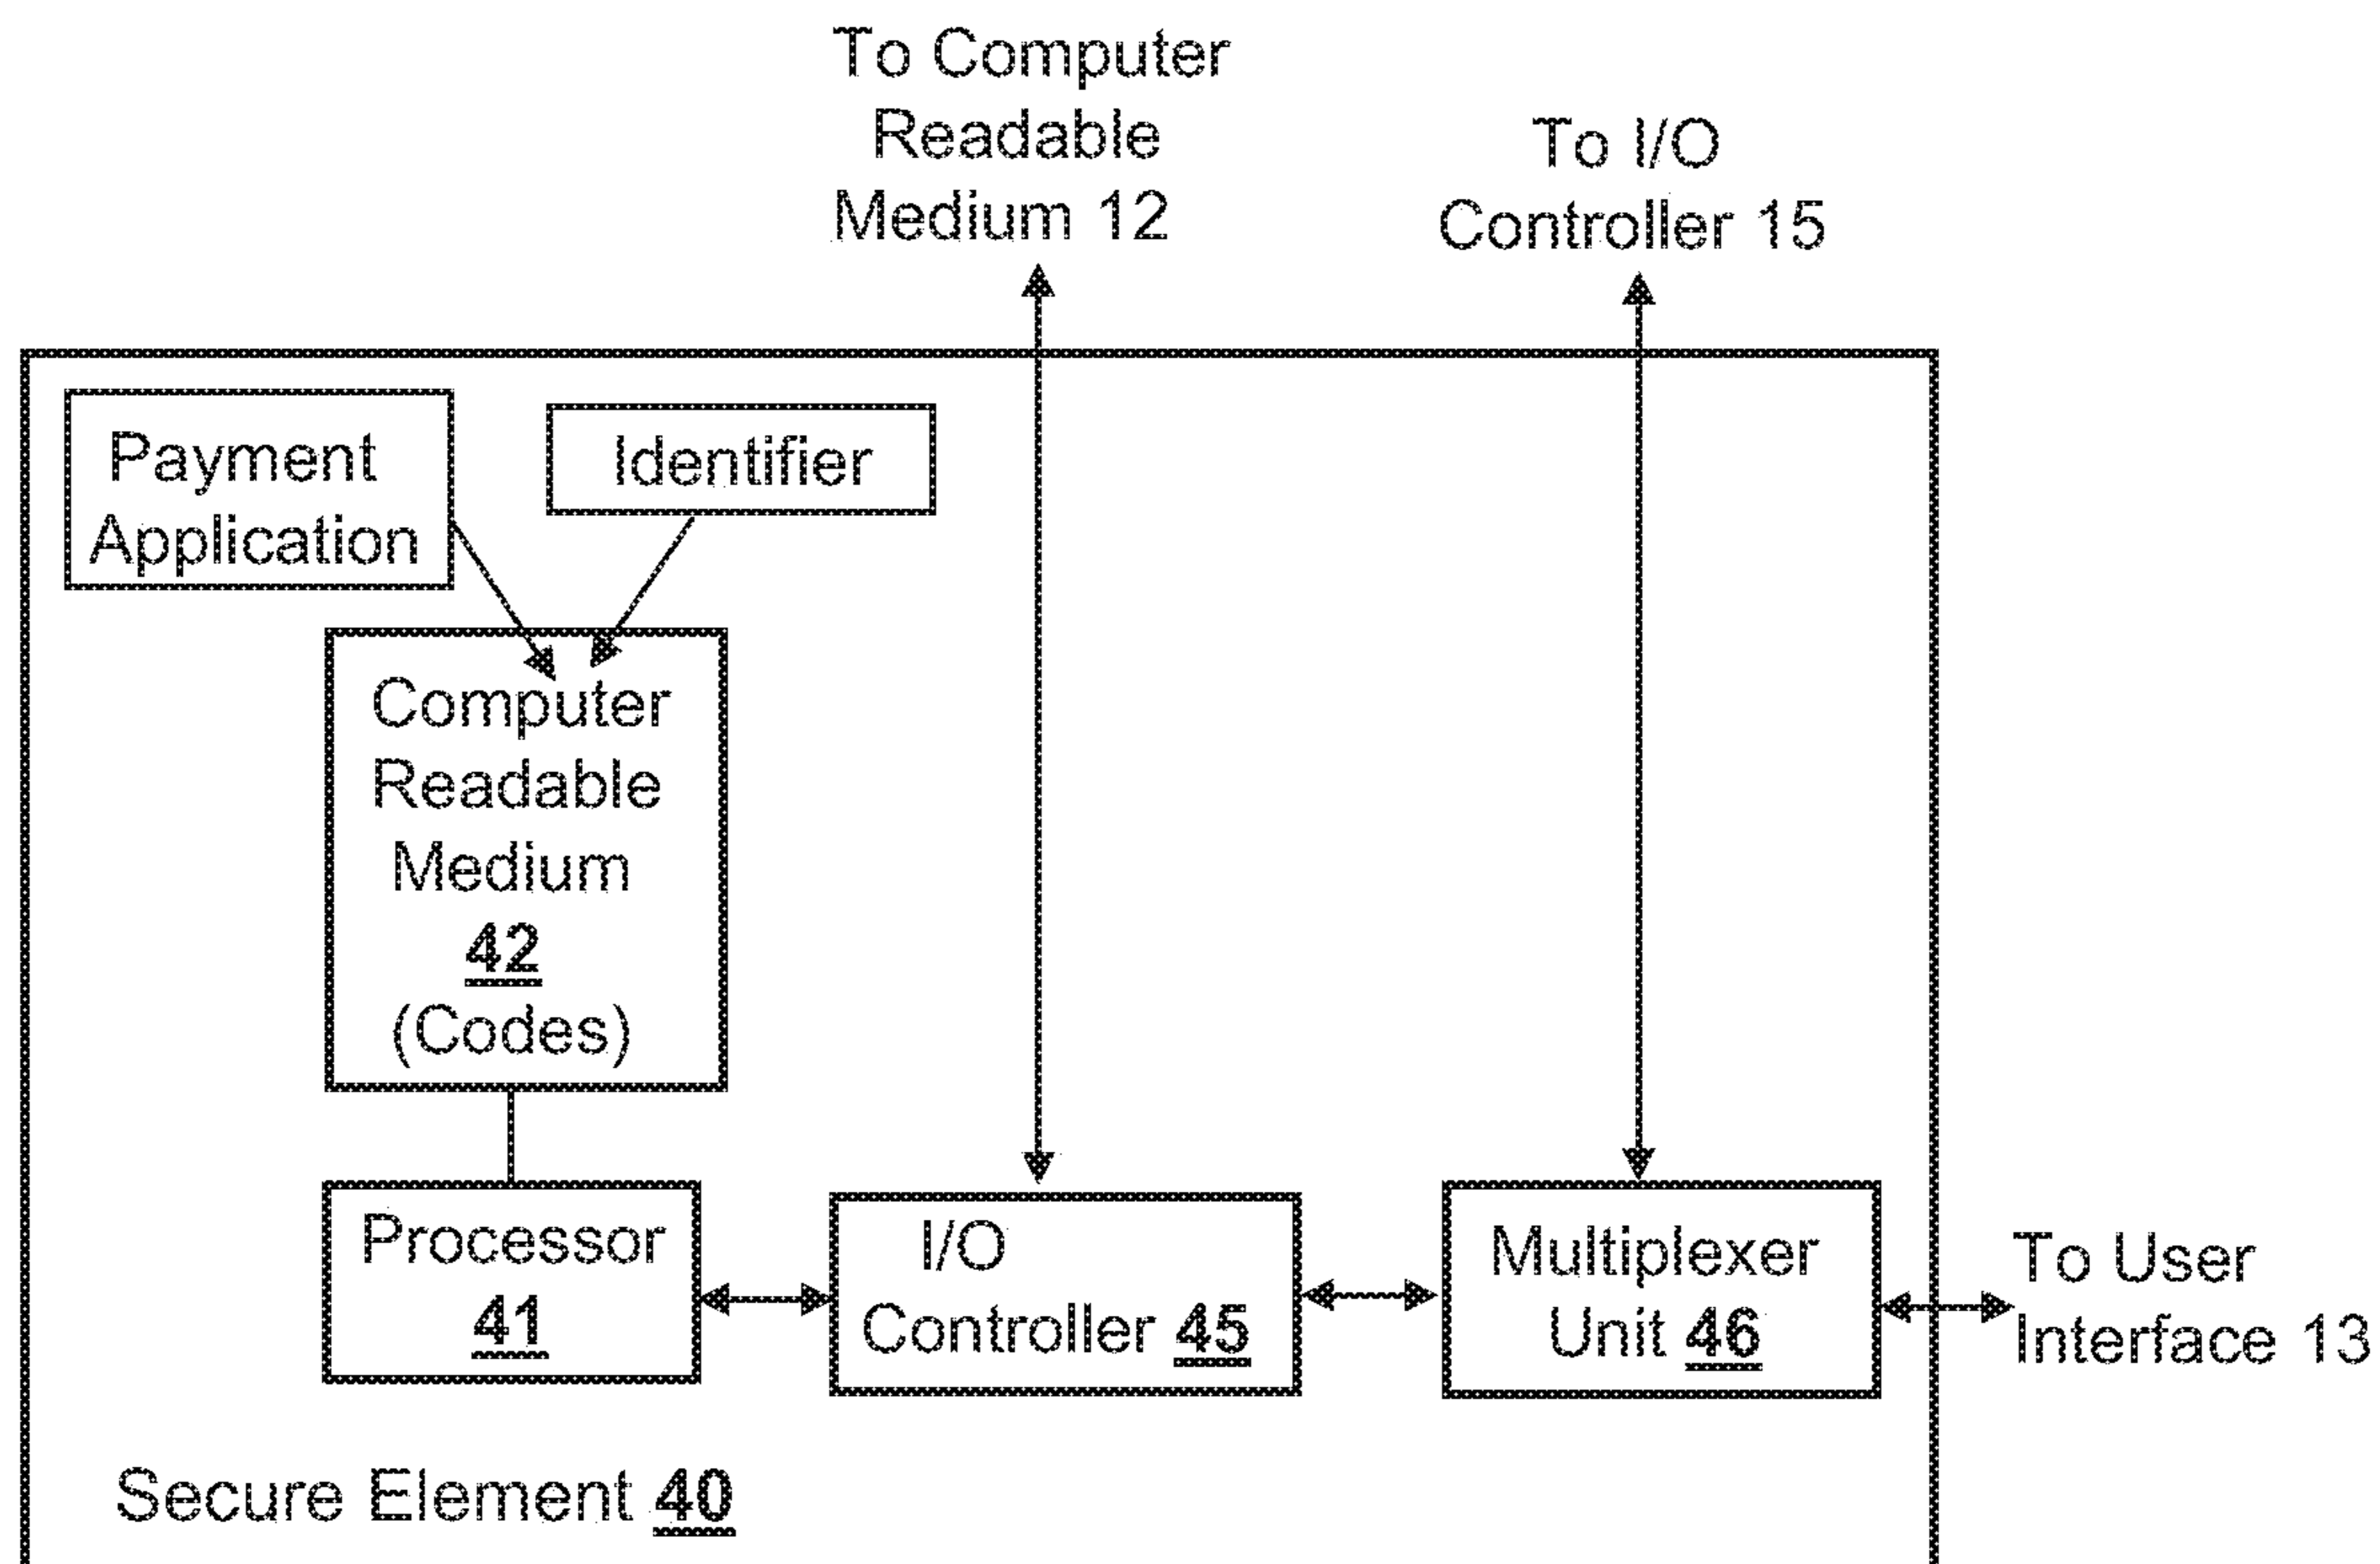 To Computer
Readable
Medium 12
To I/O
Controller 15
Payment
Application
Identifier
Computer
Readable
Medium
42
(Codes)
Processor
41
I/O
Controller 45
Multiplexer
Unit 46
To User
Interface 13
Secure Element 40